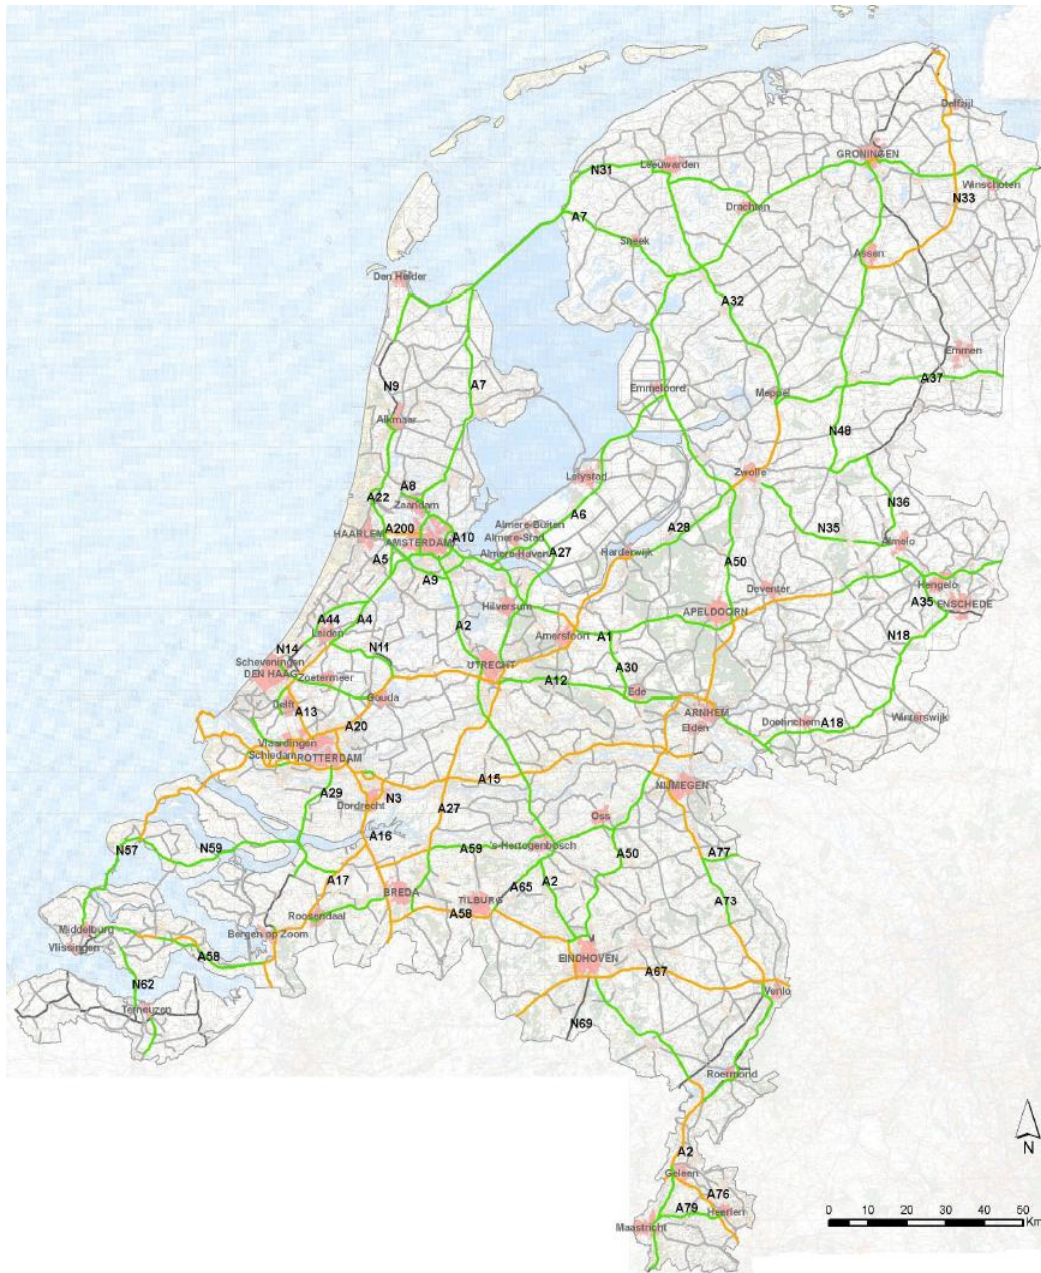 Delfzijl
GRONINGEN
Leeuwarden
N31
Winschoten
N33
Drachten
A7
Sneek
Assen
Den Helder
A32
Emmen
A37
N9
A7
Emmeloord
Meppel
Alkmaar
N48
Zwolle
Lelystad
A8
A22
Zaandam
A6
A28
N36
HAARLEM
A200
AMSTERDAM
A10
Almere-Buiten
Almere-Stad
Almere-Haven
A27
Harderwijk
N35
Almelo
A5
A9
A50
Hengelo
Deventer
A35
ENSCHEDE
Hilversum
APELDOORN
A44
A4
A2
Leiden
Amersfoort
A1
N18
N14
N11
Scheveningen
DEN HAAG
Zoetermeer
UTRECHT
A30
A12
Gouda
Ede
Delft
A13
A20
ARNHEM
Elden
Doetinchem
A18
Winterswijk
Vlaardingen
Schiedam
ROTTERDAM
A15
NIJMEGEN
A29
N3
Dordrecht
A27
Oss
A16
's-Hertogenbosch
N57
N59
A59
A50
A77
A17
A65
A2
BREDA
TILBURG
A73
Roosendaal
A58
Middelburg
Vlissingen
Bergen op Zoom
A58
EINDHOVEN
A67
N62
Venlo
Terneuzen
N69
Roermond
N
A2
Geleen
A76
A79
Heerlen
Maastricht
0 10 20 30 40 50
Km